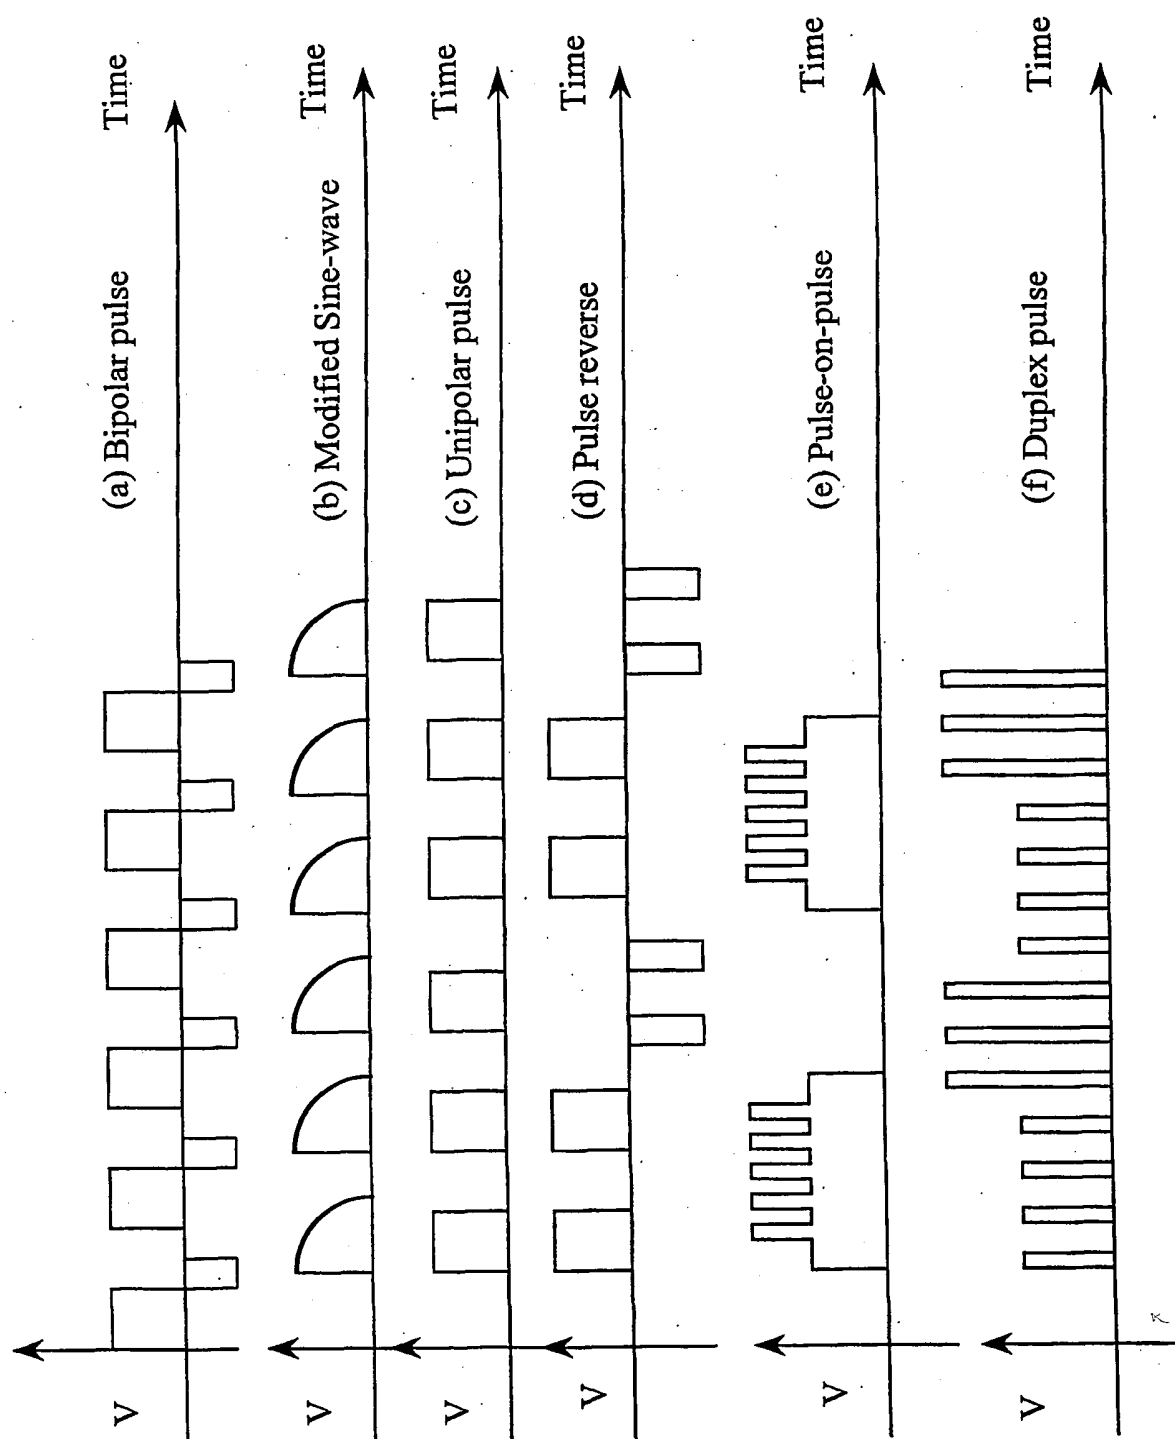 V
(a) Bipolar pulse
Time
V
(b) Modified Sine-wave
Time
V
(c) Unipolar pulse
Time
V
(d) Pulse reverse
Time
V
(e) Pulse-on-pulse
Time
V
(f) Duplex pulse
Time